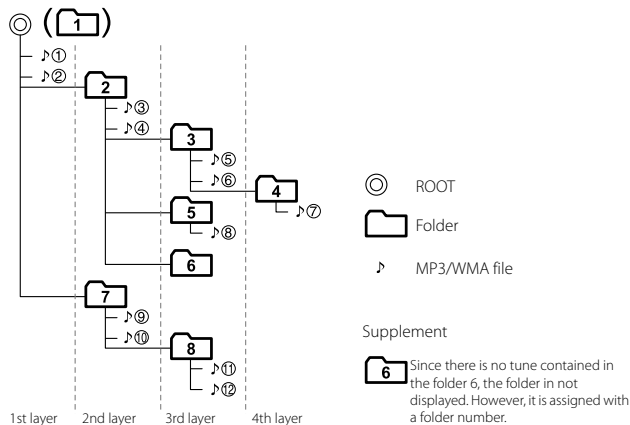 ( 1 )
♪①
♪②
2
♪③
♪④
3
♪⑤
♪⑥
4
♪⑦
5
♪⑧
6
7
♪⑨
♪⑩
8
♪⑪
♪⑫
1st layer 2nd layer 3rd layer 4th layer
ROOT
Folder
♪ MP3/WMA file
Supplement
6
Since there is no tune contained in
the folder 6, the folder in not
displayed. However, it is assigned with
a folder number.